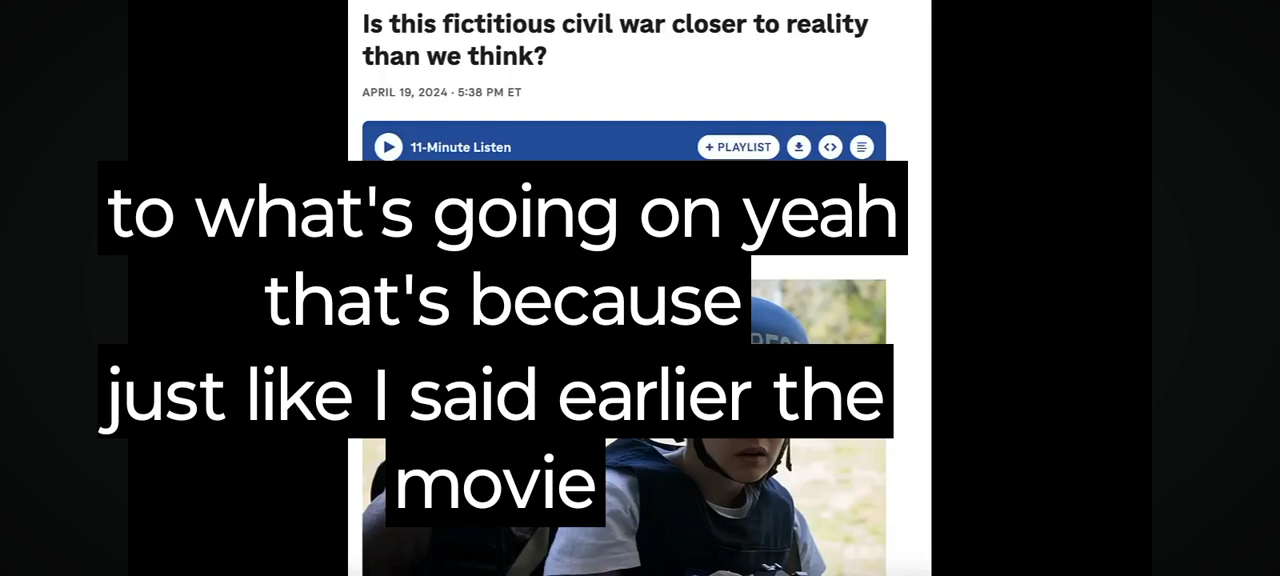 Is this fictitious civil war closer to reality
than we think?
APRIL 19, 2024 · 5:38 PM ET
11-Minute Listen
+ PLAYLIST
to what's going on yeah
that's because
just like I said earlier the
movie